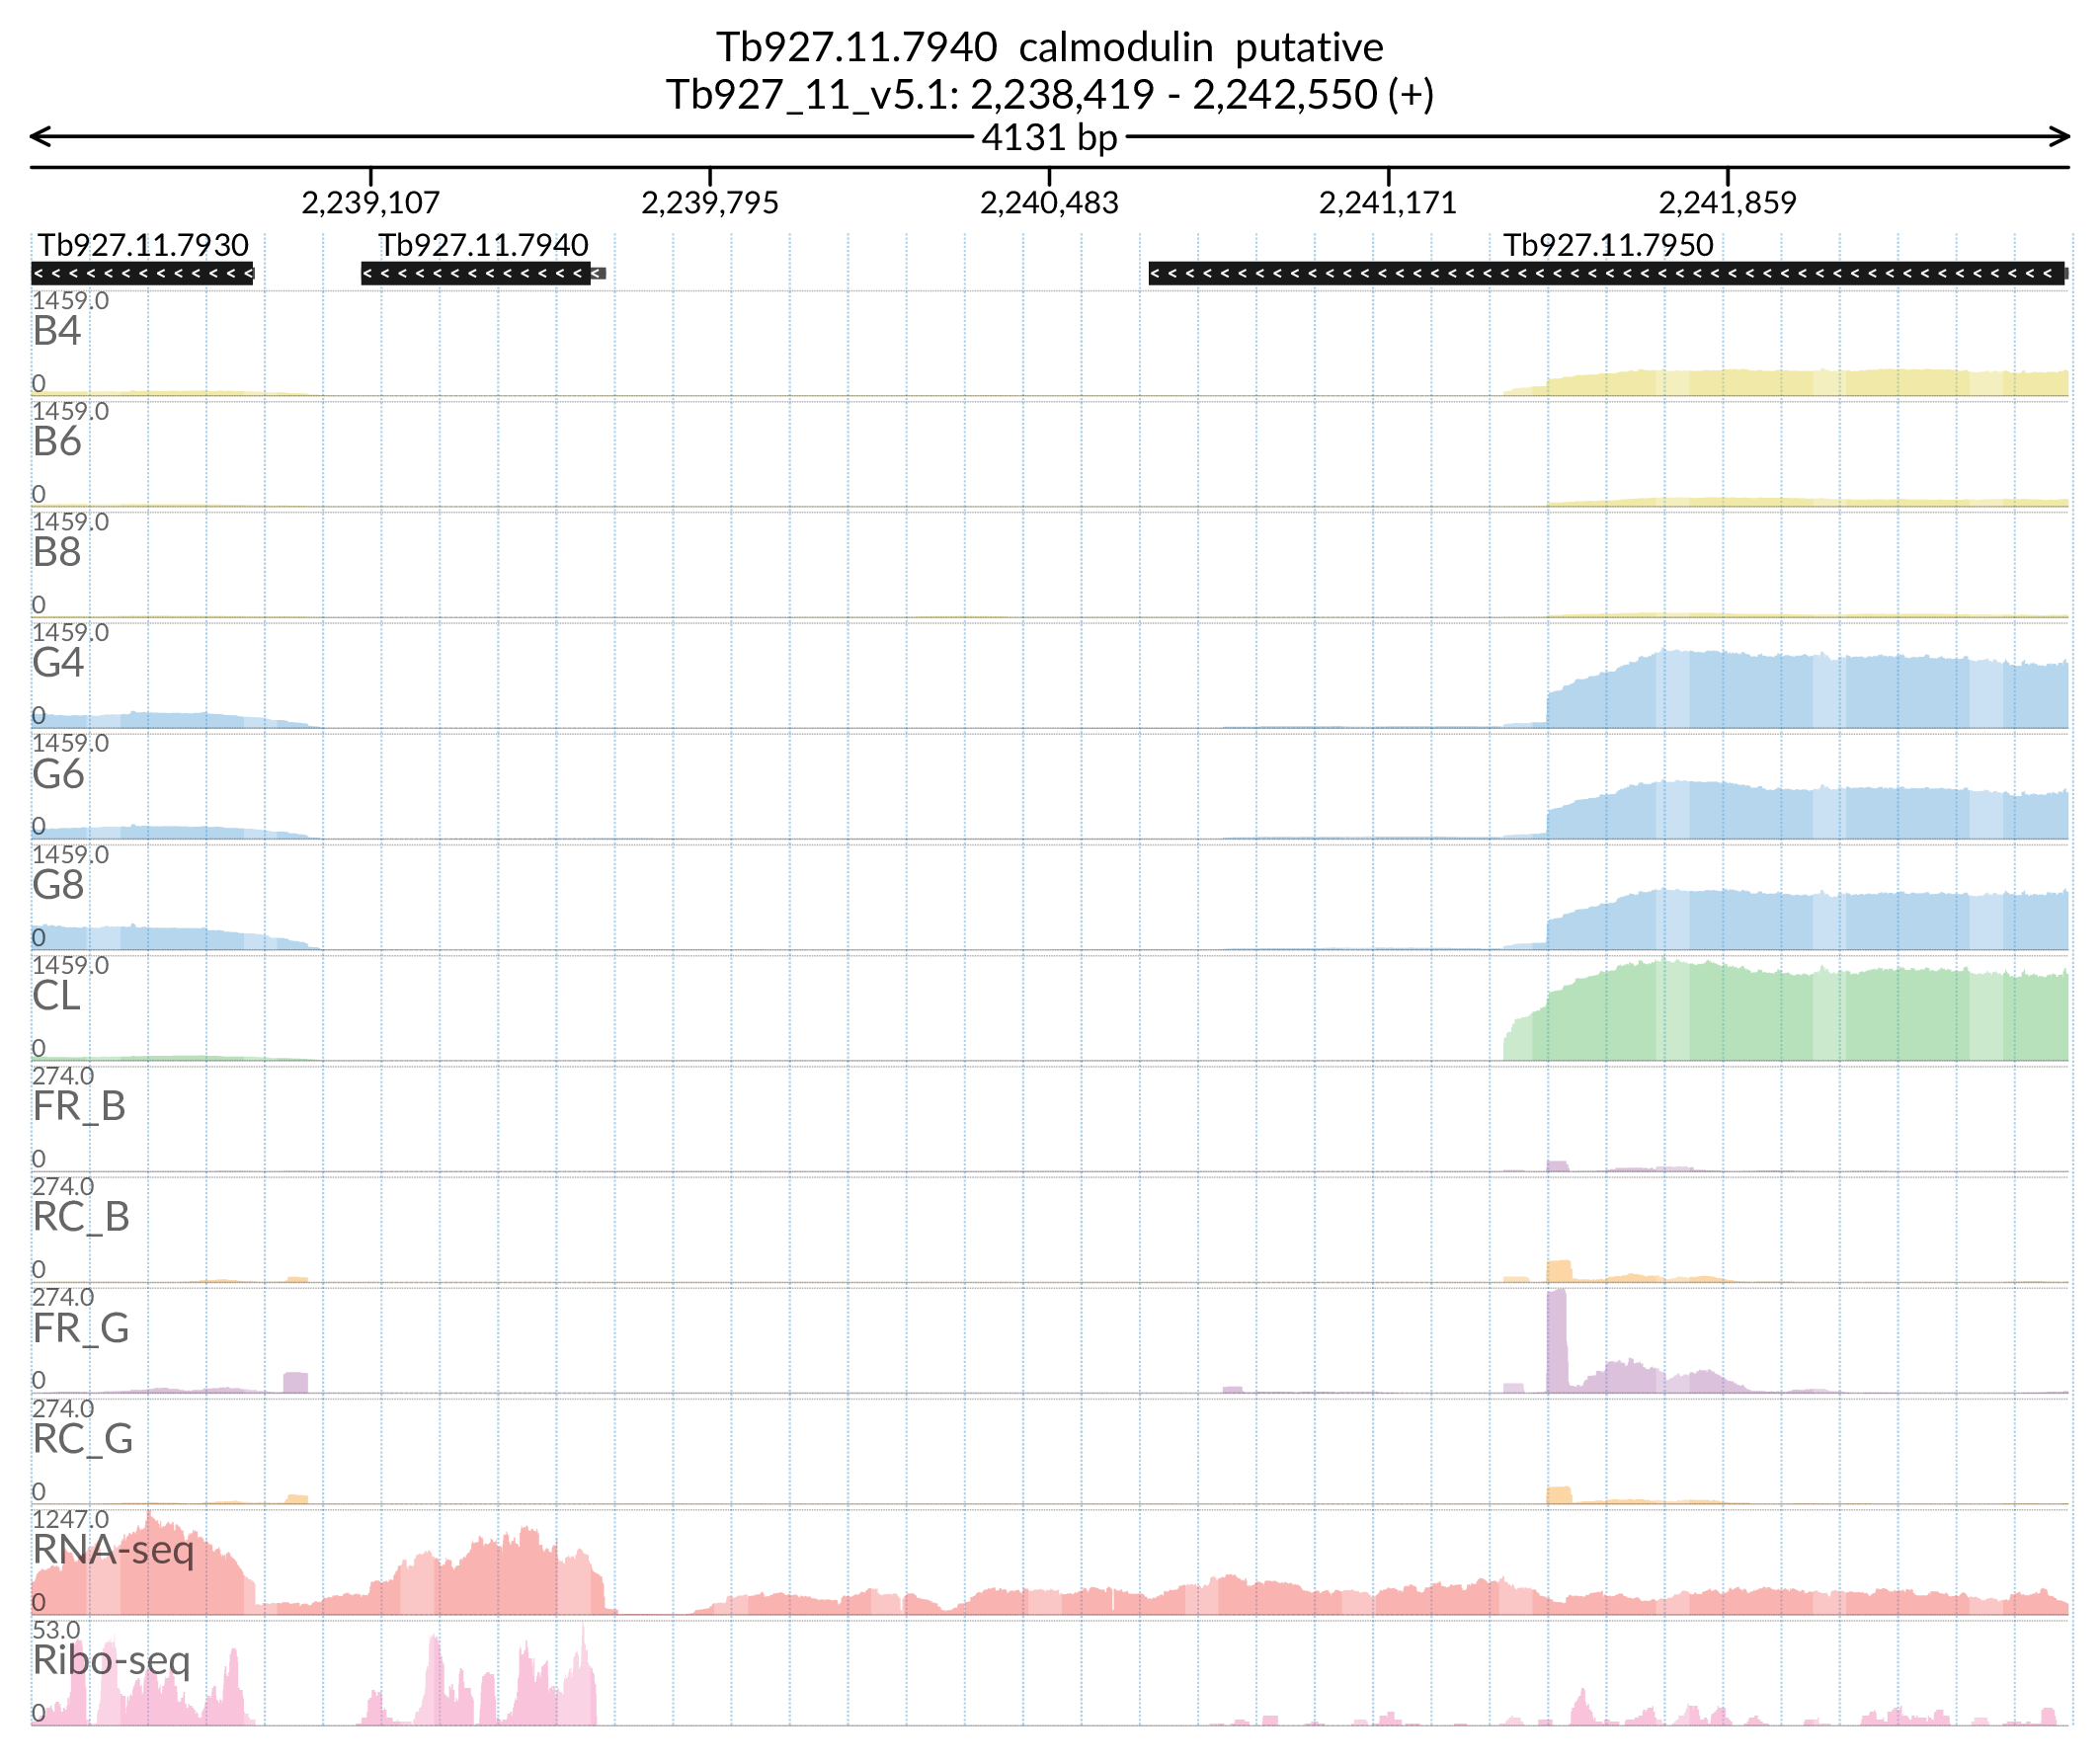 Tb927.11.7940 calmodulin putative
Tb927_11_v5.1: 2,238,419 - 2,242,550 (+)
4131 bp
2,239,107 2,239,795 2,240,483 2,241,171 2,241,859
Tb927.11.7930 Tb927.11.7940 Tb927.11.7950
1459.0
B4
0
1459.0
B6
0
1459.0
B8
0
1459.0
G4
0
1459.0
G6
0
1459.0
G8
0
1459.0
CL
0
274.0
FR_B
0
274.0
RC_B
0
274.0
FR_G
0
274.0
RC_G
0
1247.0
RNA-seq
0
53.0
Ribo-seq
0